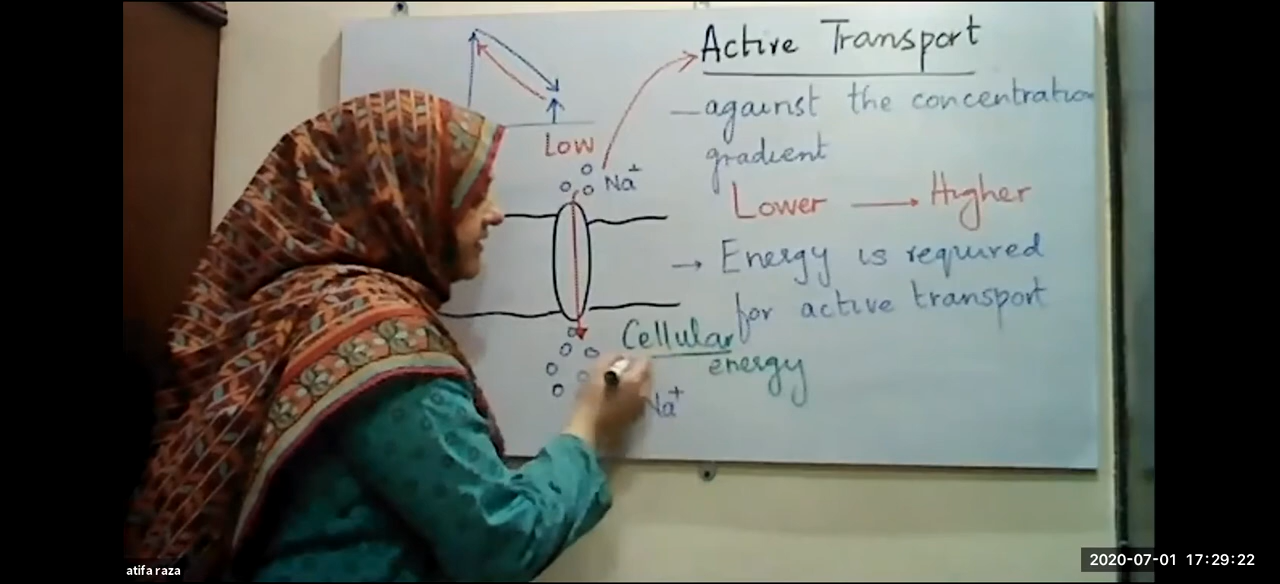 Active Transport
— against the concentration
gradient
Lower → Higher
→ Energy is required
for active transport
Low
Na+
Cellular
energy
Na+
atifa raza
2020-07-01 17:29:22